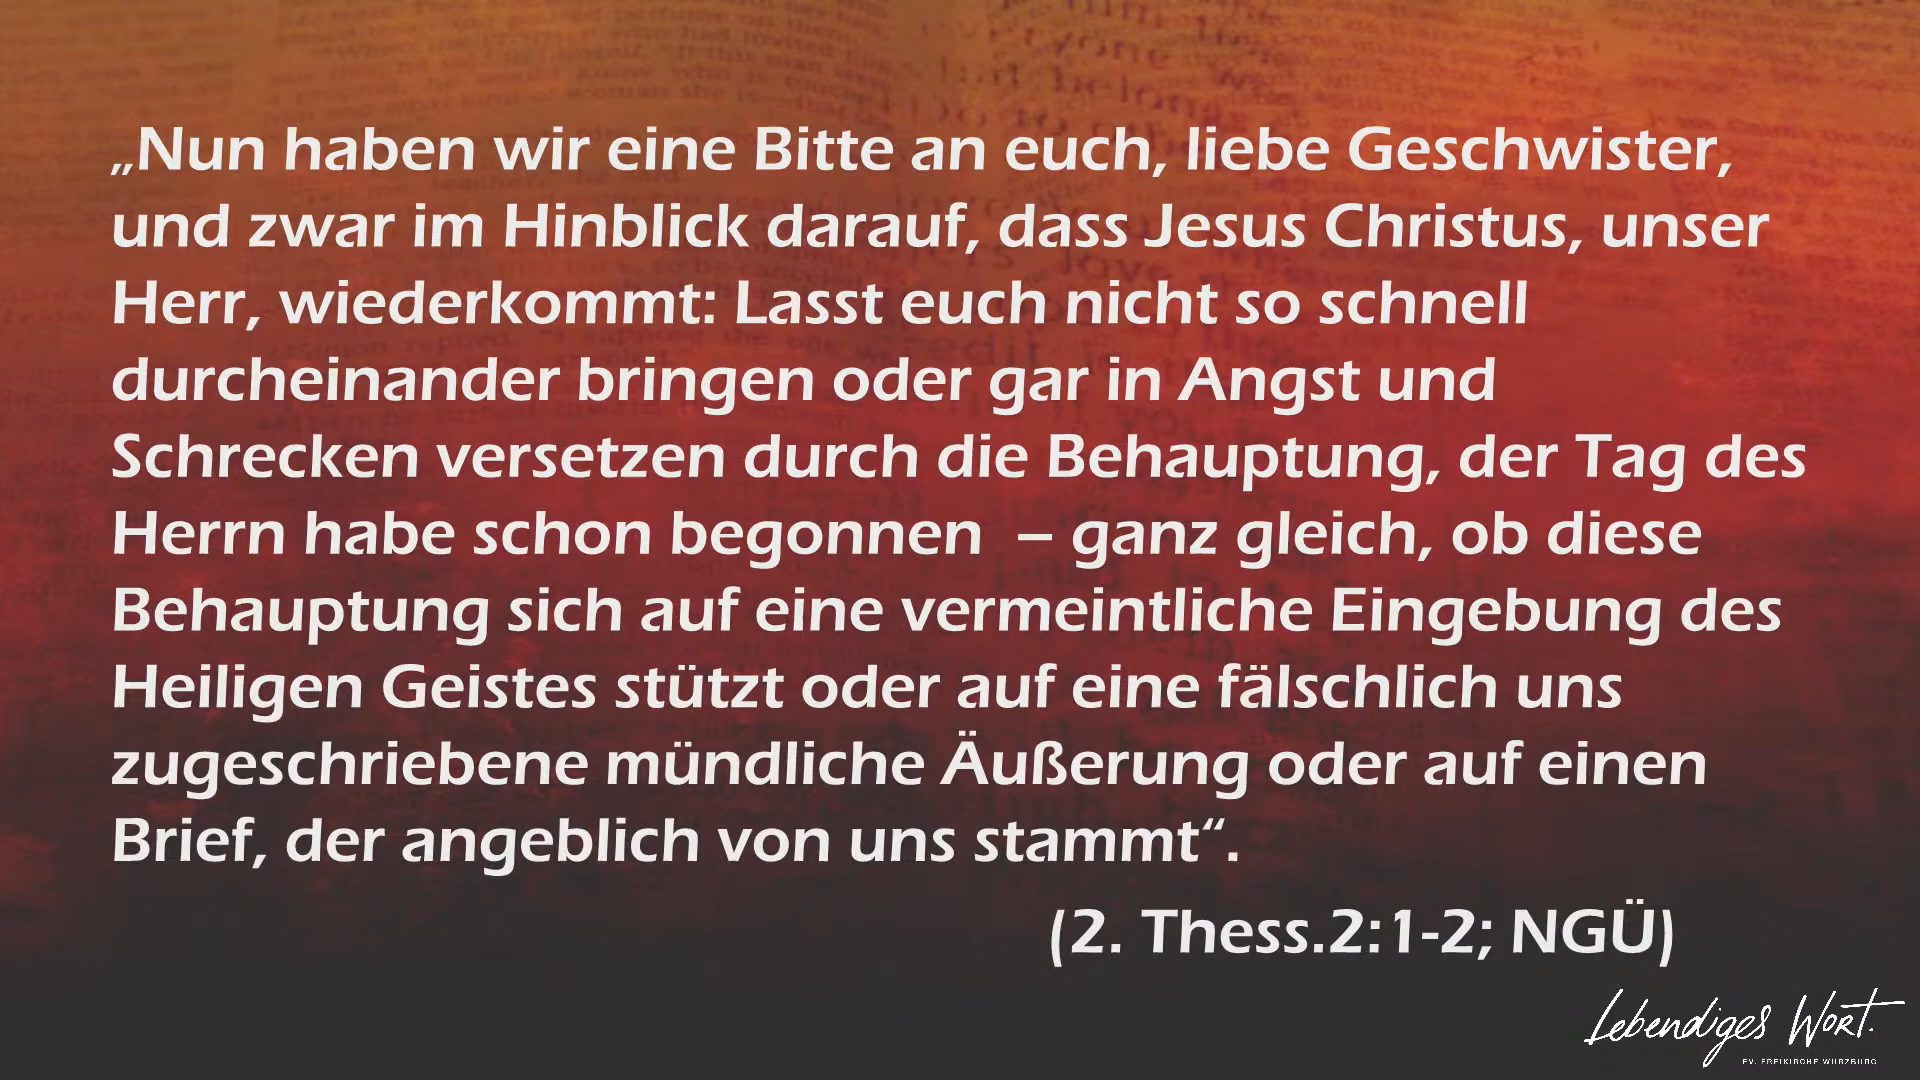 „Nun haben wir eine Bitte an euch, liebe Geschwister,
und zwar im Hinblick darauf, dass Jesus Christus, unser
Herr, wiederkommt: Lasst euch nicht so schnell
durcheinander bringen oder gar in Angst und
Schrecken versetzen durch die Behauptung, der Tag des
Herrn habe schon begonnen  – ganz gleich, ob diese
Behauptung sich auf eine vermeintliche Eingebung des
Heiligen Geistes stützt oder auf eine fälschlich uns
zugeschriebene mündliche Äußerung oder auf einen
Brief, der angeblich von uns stammt“.
(2. Thess.2:1-2; NGÜ)
Lebendiges Wort.
EV. FREIKIRCHE WÜRZBURG